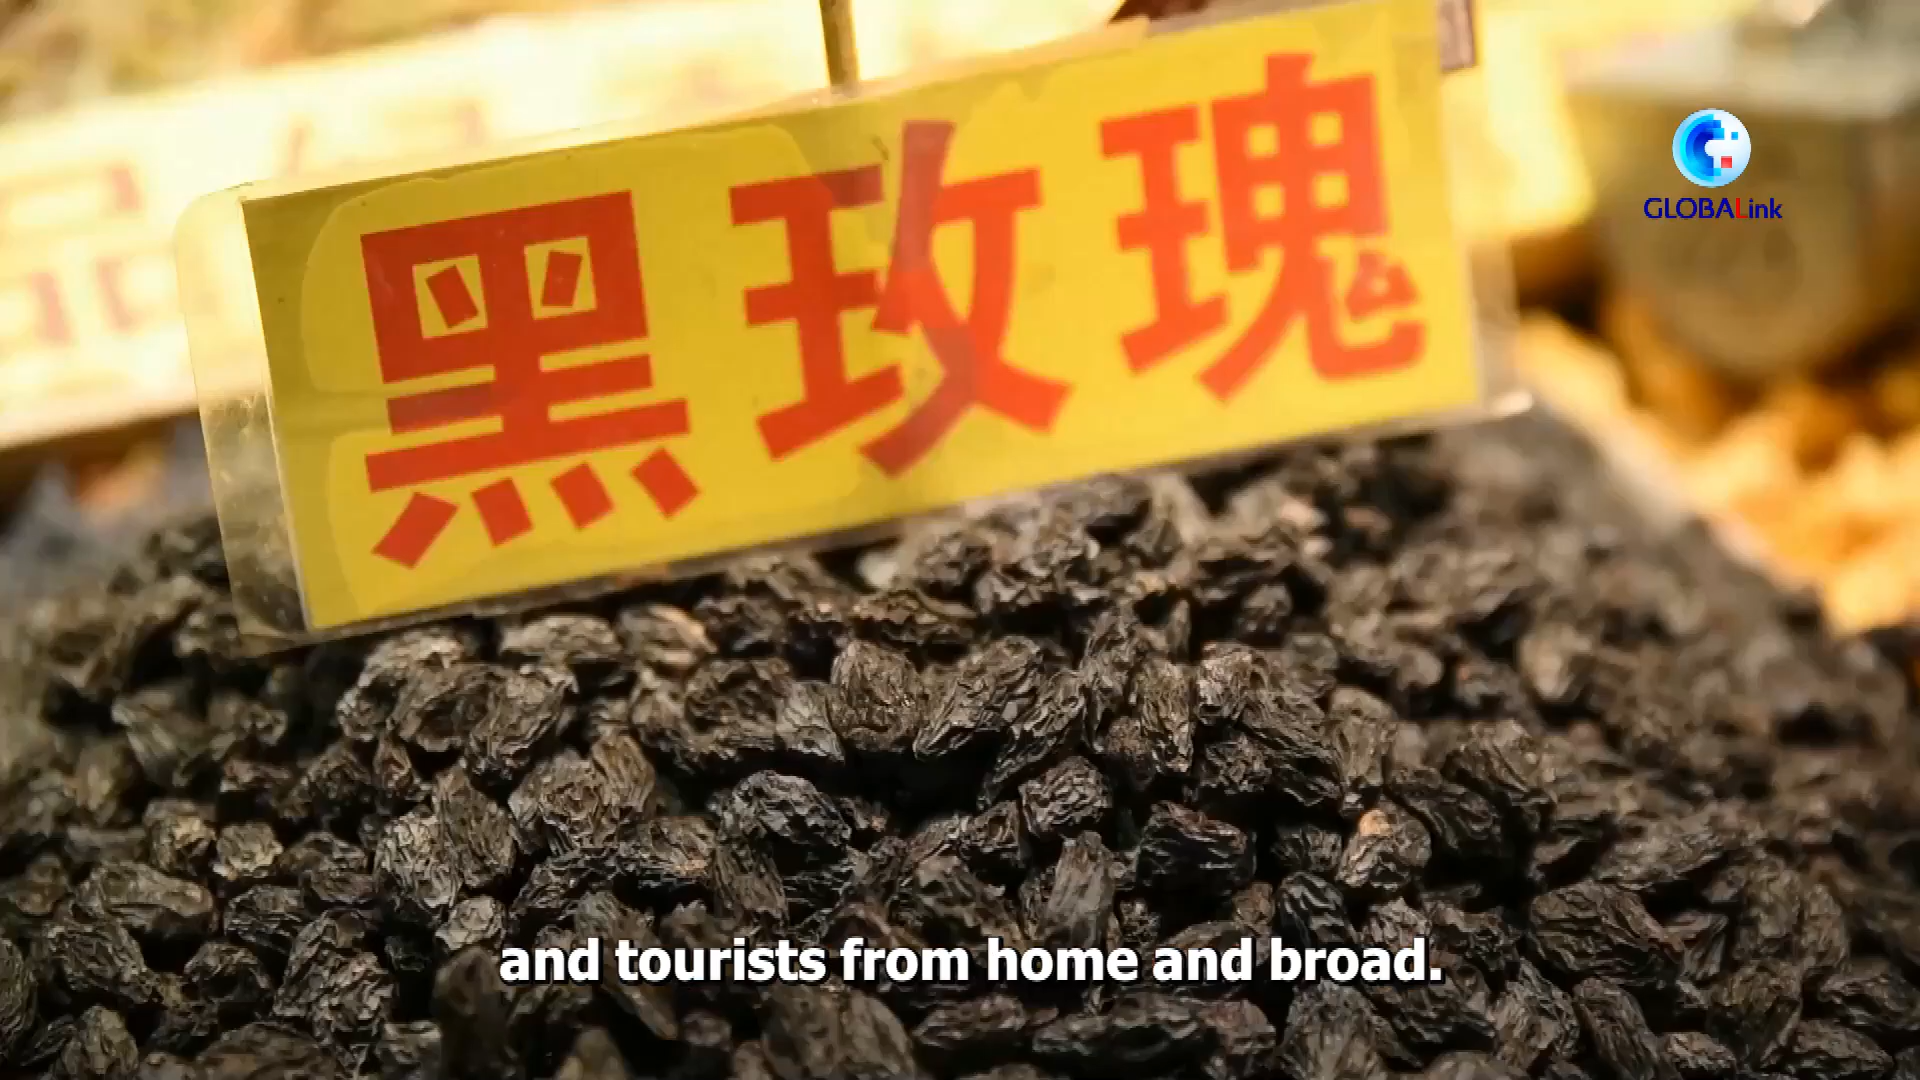 黑玫瑰
GLOBALink
and tourists from home and broad.